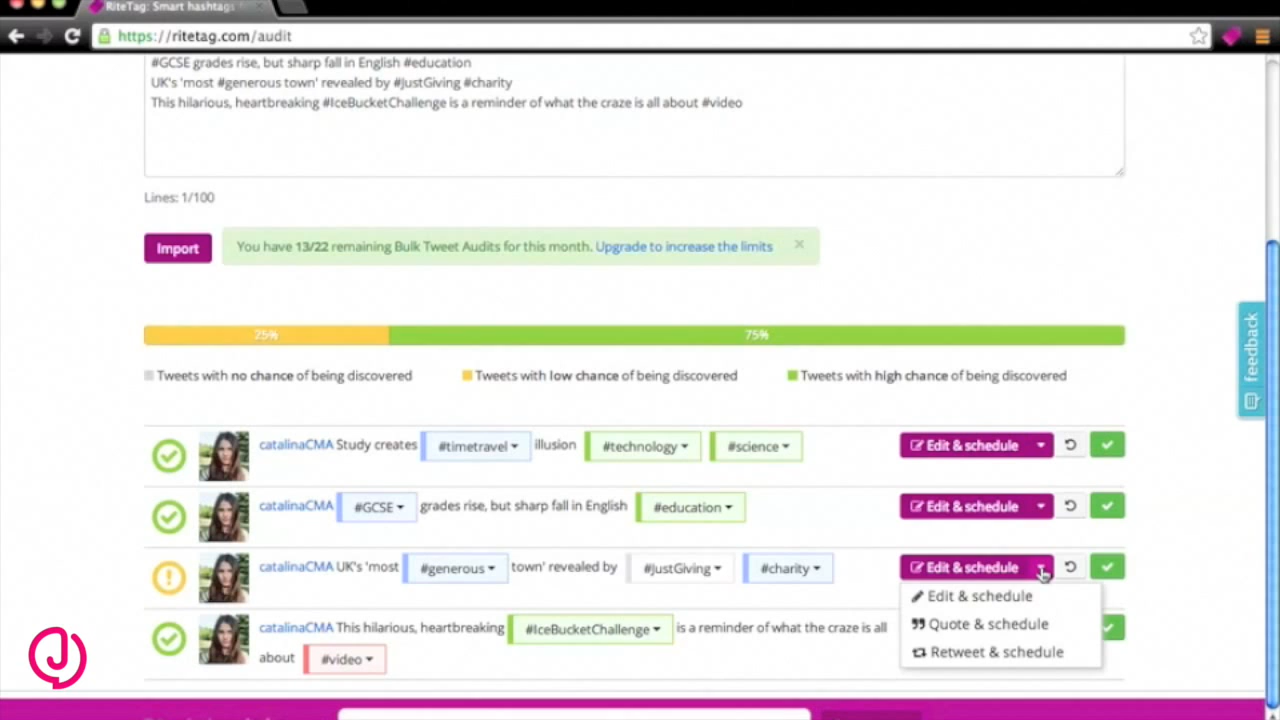 RiteTag: Smart hashtags f
https://ritetag.com/audit
#GCSE grades rise, but sharp fall in English #education
UK's 'most #generous town' revealed by #JustGiving #charity
This hilarious, heartbreaking #IceBucketChallenge is a reminder of what the craze is all about #video
Lines: 1/100
Import You have 13/22 remaining Bulk Tweet Audits for this month. Upgrade to increase the limits ×
25% 75%
feedback
Tweets with no chance of being discovered Tweets with low chance of being discovered Tweets with high chance of being discovered
catalinaCMA Study creates #timetravel illusion #technology #science Edit & schedule
catalinaCMA #GCSE grades rise, but sharp fall in English #education Edit & schedule
catalinaCMA UK's 'most #generous town' revealed by #JustGiving #charity Edit & schedule
Edit & schedule
Quote & schedule
Retweet & schedule
catalinaCMA This hilarious, heartbreaking #IceBucketChallenge is a reminder of what the craze is all
about #video